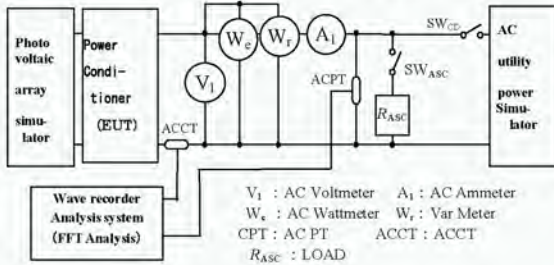 Photo
voltaic
array
simu-
lator
Power
Condi-
tioner
(EUT)
V1
We
Wr
A1
ACPT
ACCT
SWCD
SWASC
RASC
AC
utility
power
Simu-
lator
Wave recorder
Analysis system
(FFT Analysis)
V1 : AC Voltmeter A1 : AC Ammeter
We : AC Wattmeter Wr : Var Meter
CPT : AC PT ACCT : ACCT
RASC : LOAD